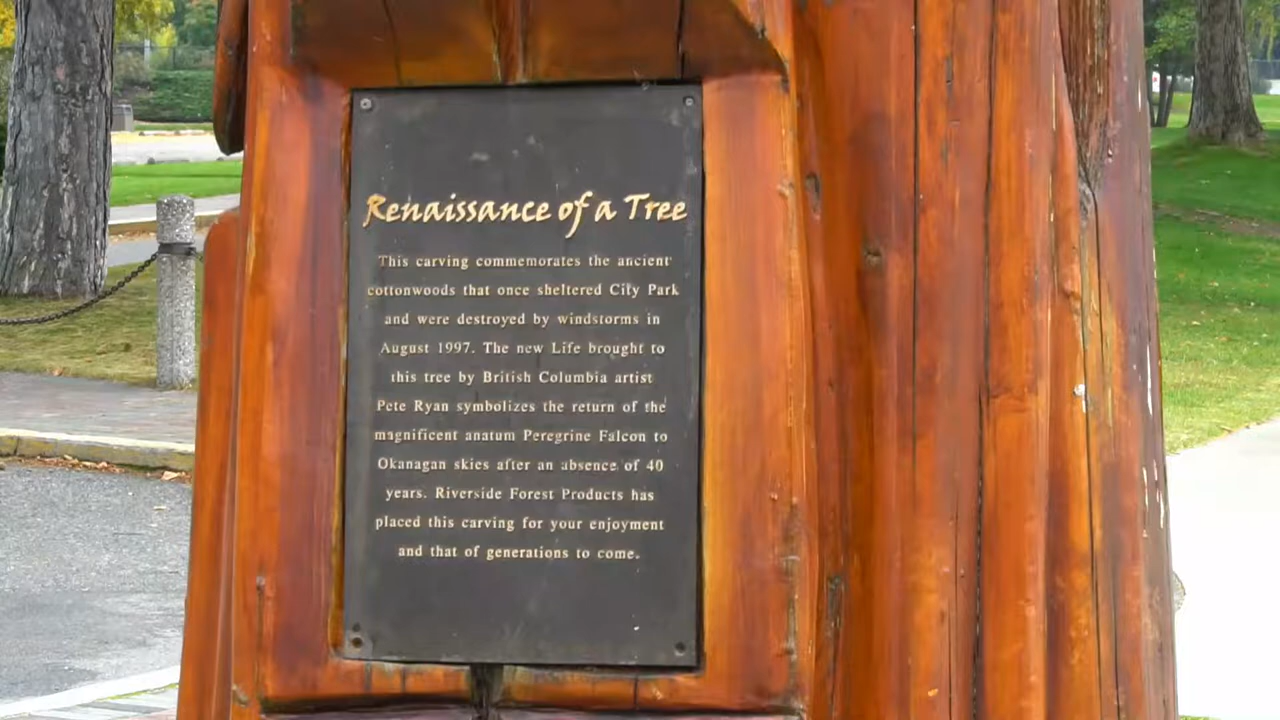 Renaissance of a Tree
This carving commemorates the ancient
cottonwoods that once sheltered City Park
and were destroyed by windstorms in
August 1997. The new Life brought to
this tree by British Columbia artist
Pete Ryan symbolizes the return of the
magnificent anatum Peregrine Falcon to
Okanagan skies after an absence of 40
years. Riverside Forest Products has
placed this carving for your enjoyment
and that of generations to come.